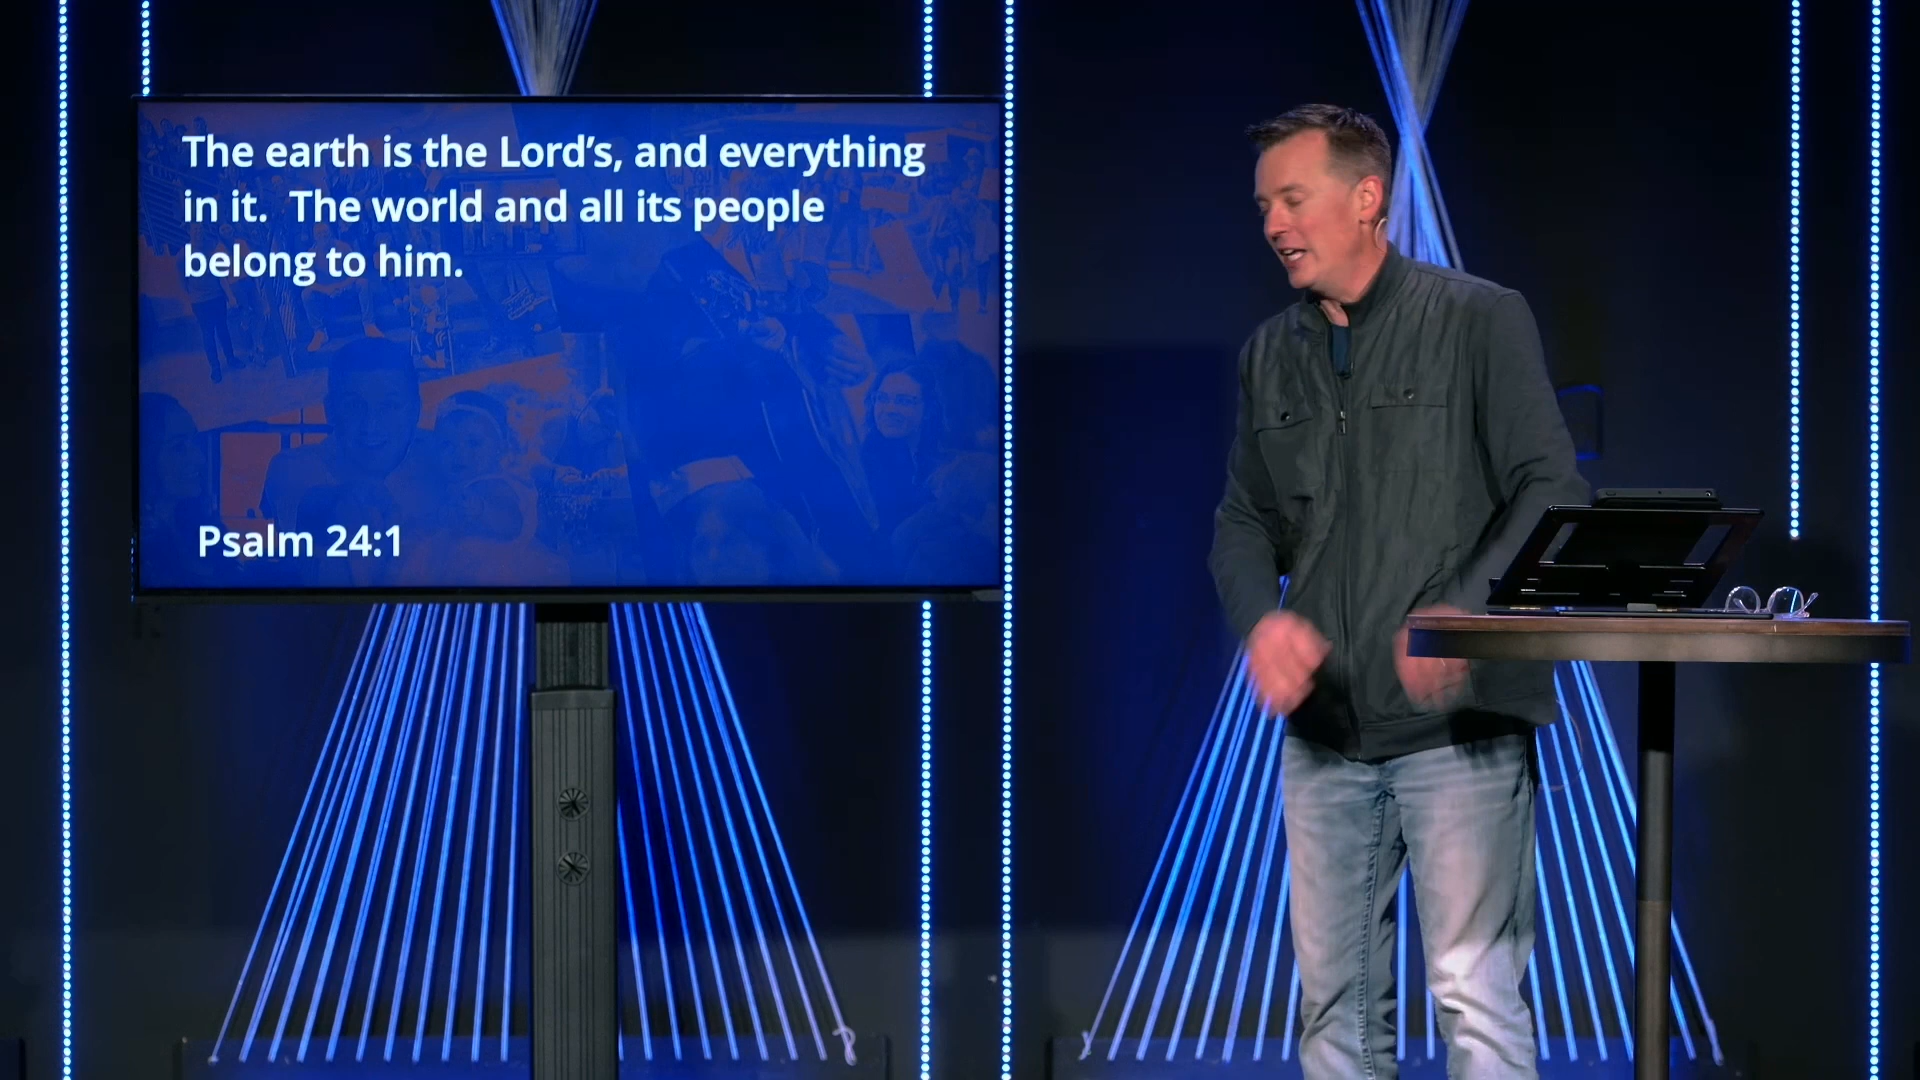 The earth is the Lord’s, and everything
in it.  The world and all its people
belong to him.
Psalm 24:1